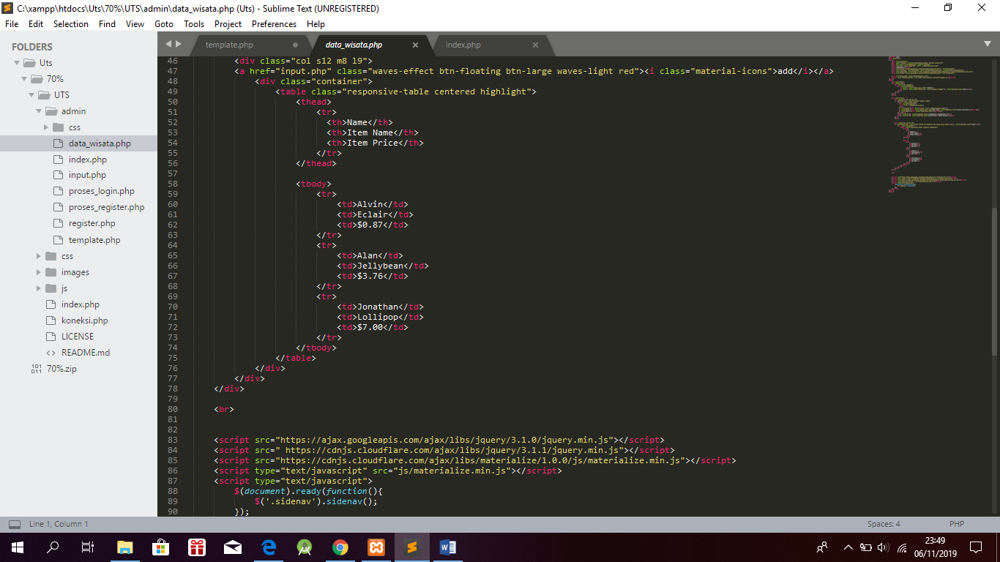 C:\xampp\htdocs\Uts\70%\UTS\admin\data_wisata.php (Uts) - Sublime Text (UNREGISTERED)
File Edit Selection Find View Goto Tools Project Preferences Help
FOLDERS
Uts
70%
UTS
admin
css
data_wisata.php
index.php
input.php
proses_login.php
proses_register.php
register.php
template.php
css
images
js
index.php
koneksi.php
LICENSE
README.md
70%.zip
template.php data_wisata.php index.php
46 <div class="col s12 m8 l9">
47 <a href="input.php" class="waves-effect btn-floating btn-large waves-light red"><i class="material-icons">add</i></a>
48 <div class="container">
49 <table class="responsive-table centered highlight">
50 <thead>
51 <tr>
52 <th>Name</th>
53 <th>Item Name</th>
54 <th>Item Price</th>
55 </tr>
56 </thead>
57
58 <tbody>
59 <tr>
60 <td>Alvin</td>
61 <td>Eclair</td>
62 <td>$0.87</td>
63 </tr>
64 <tr>
65 <td>Alan</td>
66 <td>Jellybean</td>
67 <td>$3.76</td>
68 </tr>
69 <tr>
70 <td>Jonathan</td>
71 <td>Lollipop</td>
72 <td>$7.00</td>
73 </tr>
74 </tbody>
75 </table>
76 </div>
77 </div>
78 </div>
79
80 <br>
81
82
83 <script src="https://ajax.googleapis.com/ajax/libs/jquery/3.1.0/jquery.min.js"></script>
84 <script src=" https://cdnjs.cloudflare.com/ajax/libs/jquery/3.1.1/jquery.min.js"></script>
85 <script src="https://cdnjs.cloudflare.com/ajax/libs/materialize/1.0.0/js/materialize.min.js"></script>
86 <script type="text/javascript" src="js/materialize.min.js"></script>
87 <script type="text/javascript">
88 $(document).ready(function(){
89 $('.sidenav').sidenav();
90 });
Line 1, Column 1 Spaces: 4 PHP
23:49
06/11/2019